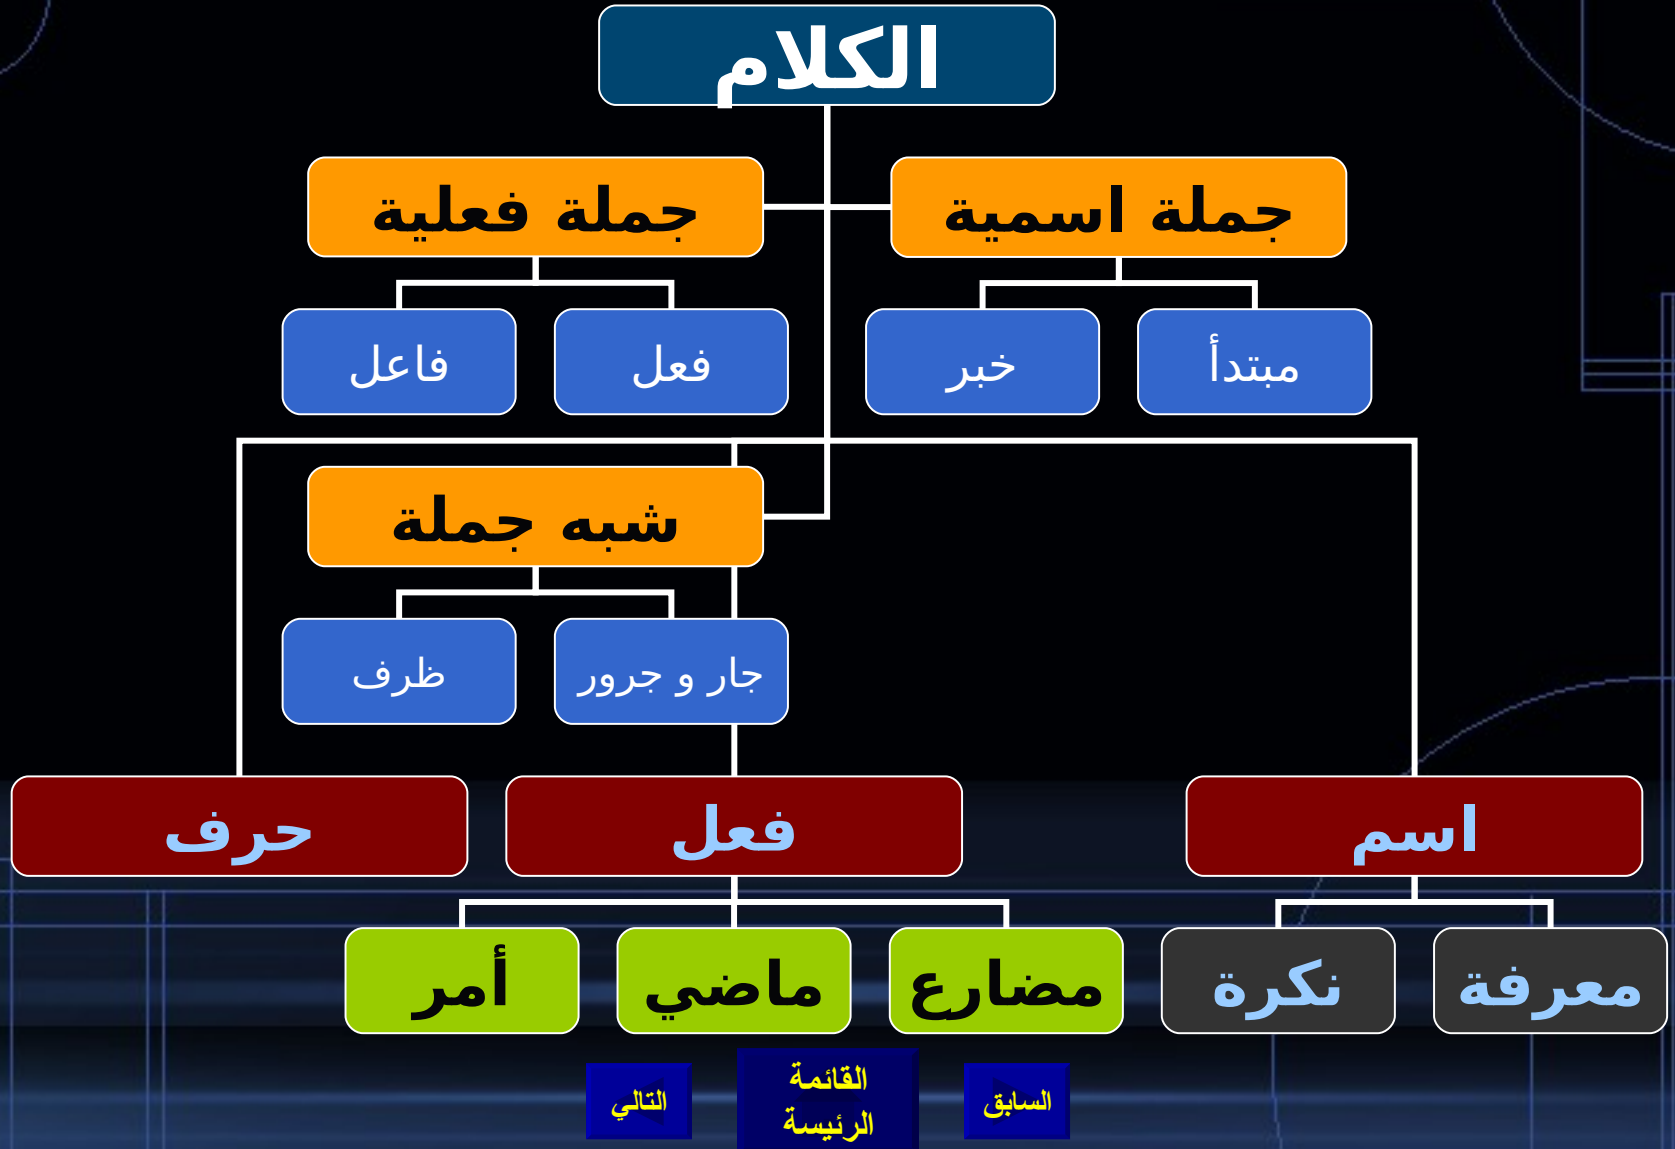 الكلام
جملة اسمية
جملة فعلية
مبتدأ
خبر
فعل
فاعل
شبه جملة
جار و جرور
ظرف
اسم
فعل
حرف
معرفة
نكرة
مضارع
ماضي
أمر
السابق
القائمة
الرئيسة
التالي